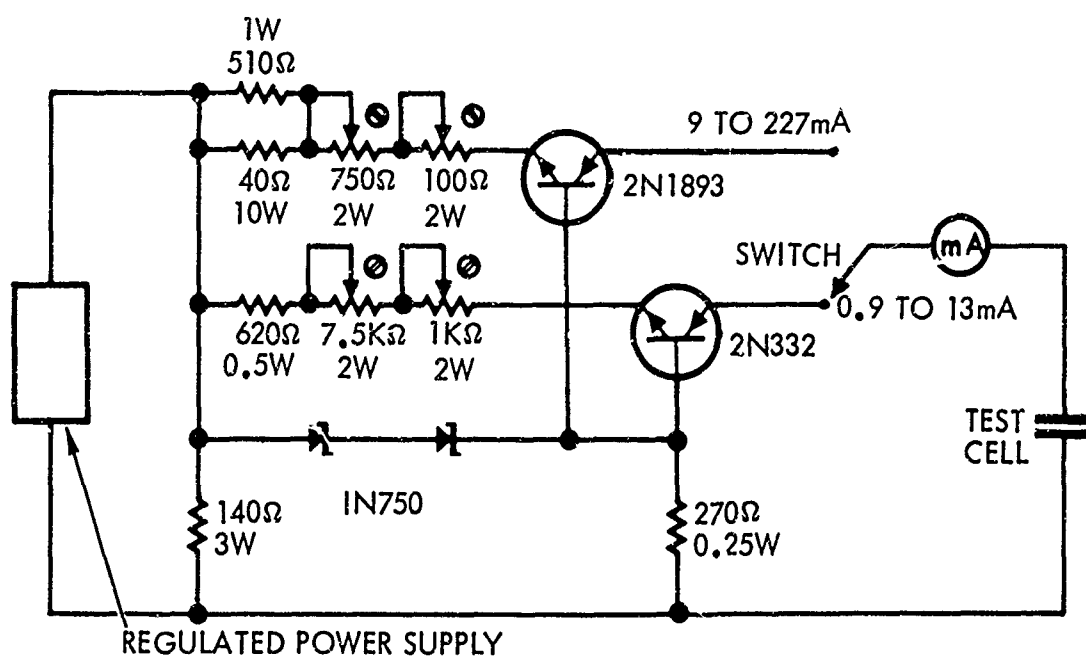 1W
510Ω
9 TO 227mA
40Ω
10W
750Ω
2W
100Ω
2W
2N1893
SWITCH
mA
620Ω
0.5W
7.5KΩ
2W
1KΩ
2W
2N332
0.9 TO 13mA
TEST
CELL
IN750
140Ω
3W
270Ω
0.25W
REGULATED POWER SUPPLY